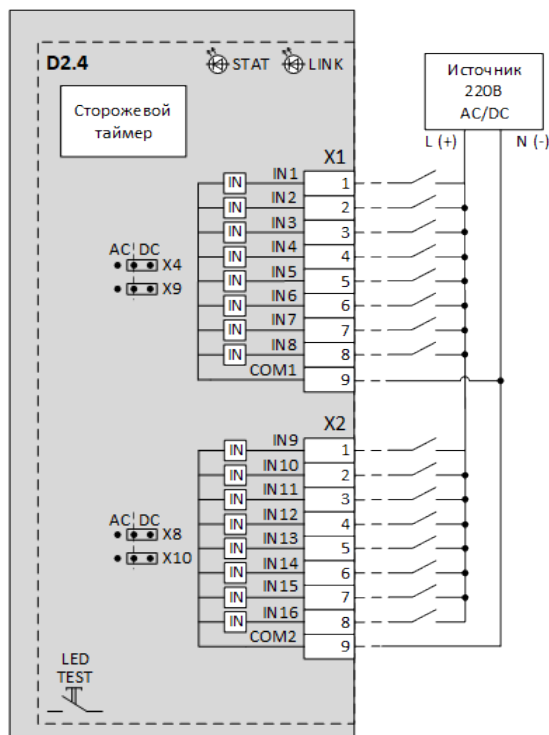 D2.4
STAT
LINK
Источник
220В
AC/DC
Сторожевой
таймер
L (+)
N (-)
X1
IN IN1 1
IN IN2 2
IN IN3 3
IN IN4 4
IN IN5 5
IN IN6 6
IN IN7 7
IN IN8 8
COM1 9
AC DC
X4
X9
X2
IN IN9 1
IN IN10 2
IN IN11 3
IN IN12 4
IN IN13 5
IN IN14 6
IN IN15 7
IN IN16 8
COM2 9
AC DC
X8
X10
LED
TEST